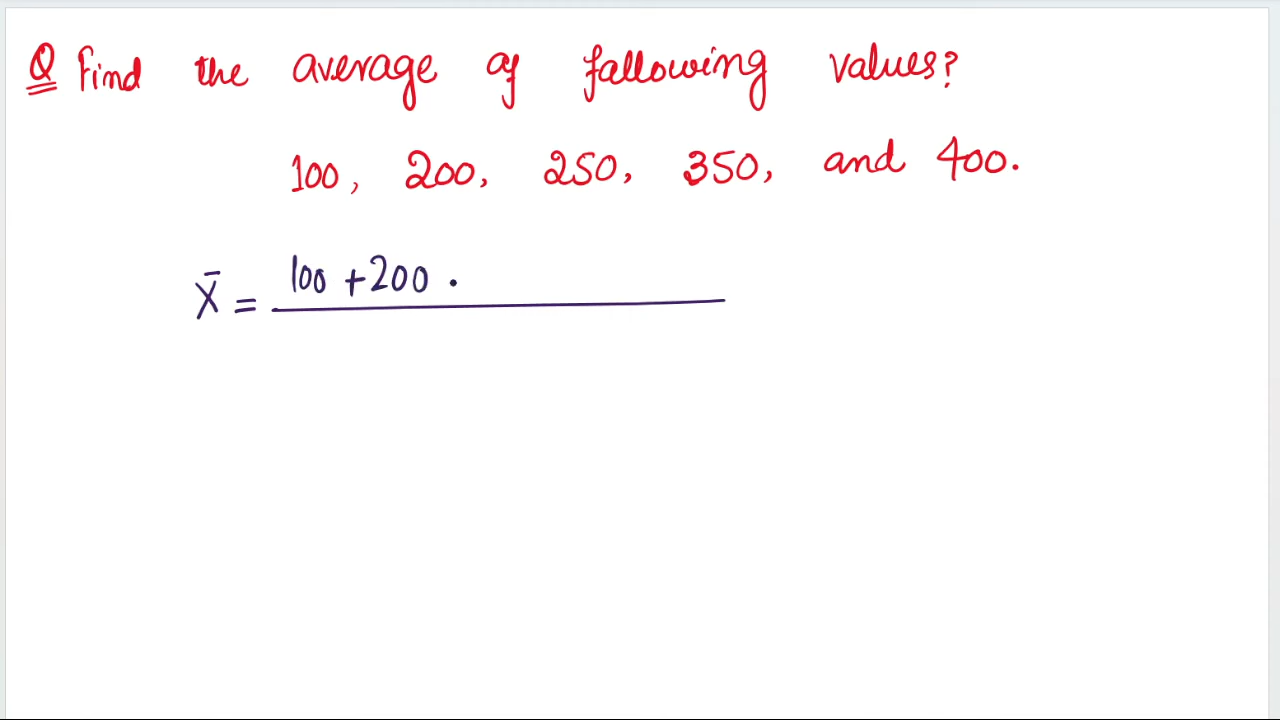 Q Find the average of fallowing values?
100, 200, 250, 350, and 400.
X̄ = 100 + 200 .